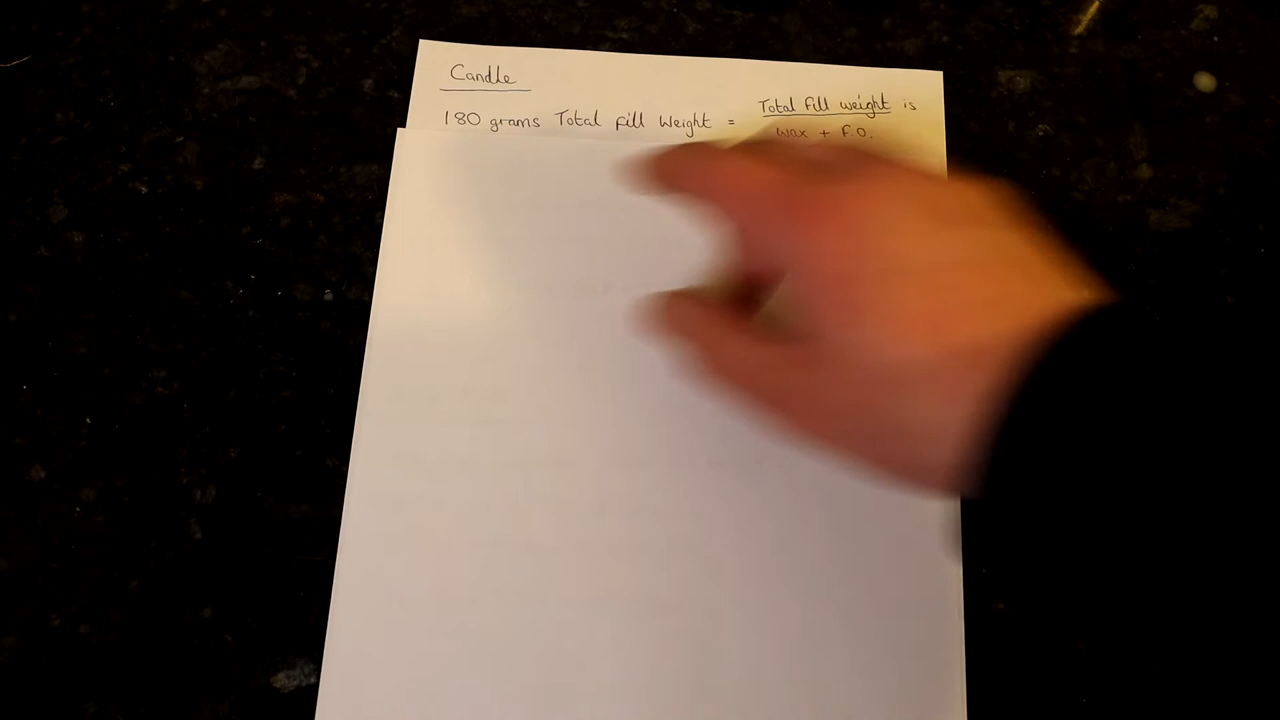 Candle
180 grams Total fill Weight = Total fill weight is
wax + F.O.